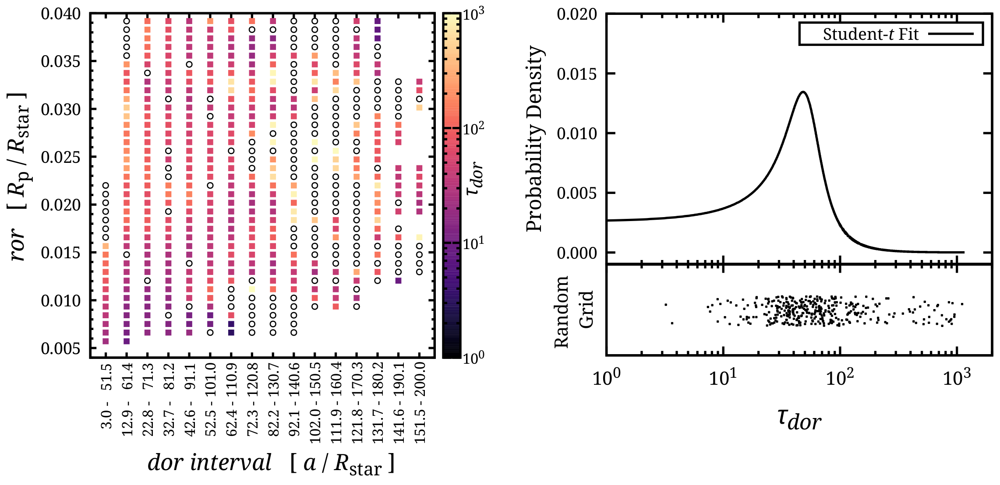 0.040
0.035
0.030
0.025
0.020
0.015
0.010
0.005
ror [ Rp / Rstar ]
3.0 - 51.5
12.9 - 61.4
22.8 - 71.3
32.7 - 81.2
42.6 - 91.1
52.5 - 101.0
62.4 - 110.9
72.3 - 120.8
82.2 - 130.7
92.1 - 140.6
102.0 - 150.5
111.9 - 160.4
121.8 - 170.3
131.7 - 180.2
141.6 - 190.1
151.5 - 200.0
dor interval [ a / Rstar ]
10³
10²
10¹
10⁰
τdor
0.020
0.015
0.010
0.005
0.000
Probability Density
Student-t Fit
Random
Grid
10⁰ 10¹ 10² 10³
τdor